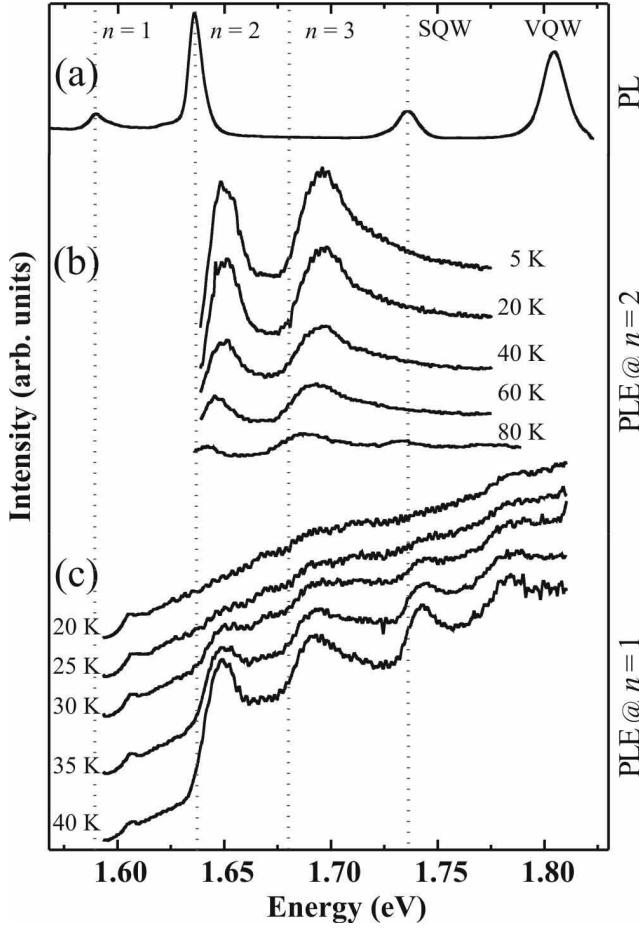 n = 1
n = 2
n = 3
SQW
VQW
(a)
PL
(b)
5 K
20 K
40 K
60 K
80 K
PLE @ n = 2
Intensity (arb. units)
(c)
20 K
25 K
30 K
35 K
40 K
PLE @ n = 1
1.60
1.65
1.70
1.75
1.80
Energy (eV)